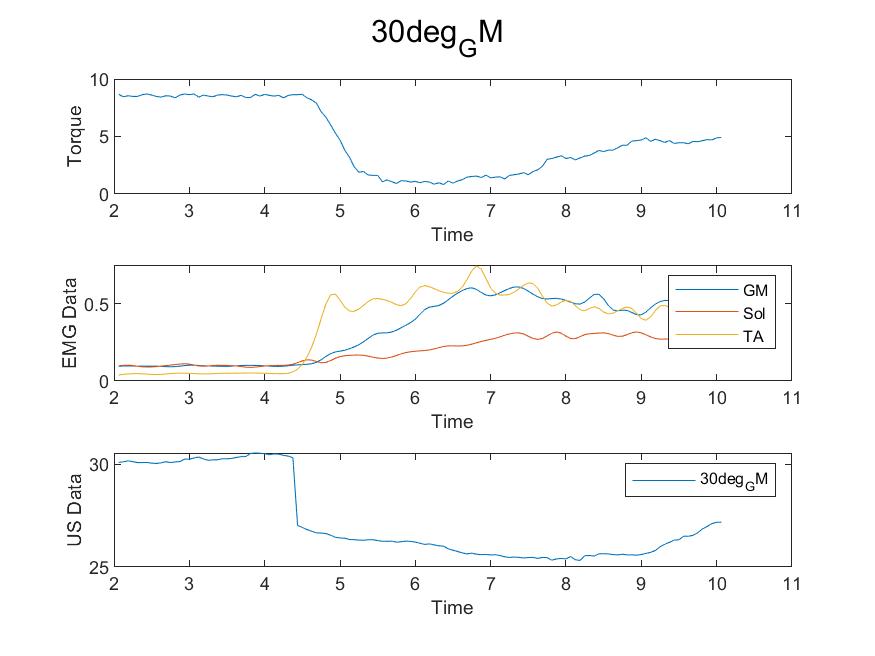 30deg_GM
10
5
0
Torque
2 3 4 5 6 7 8 9 10 11
Time
0.5
0
EMG Data
GM
Sol
TA
2 3 4 5 6 7 8 9 10 11
Time
30
25
US Data
30deg_GM
2 3 4 5 6 7 8 9 10 11
Time